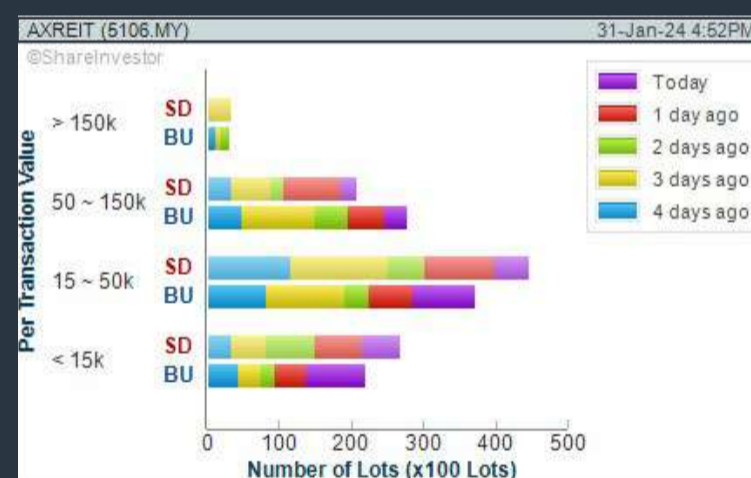 AXREIT (5106.MY) 31-Jan-24 4:52PM
©ShareInvestor
Today
1 day ago
2 days ago
3 days ago
4 days ago
Per Transaction Value
> 150k
SD
BU
50 ~ 150k
SD
BU
15 ~ 50k
SD
BU
< 15k
SD
BU
0 100 200 300 400 500
Number of Lots (x100 Lots)